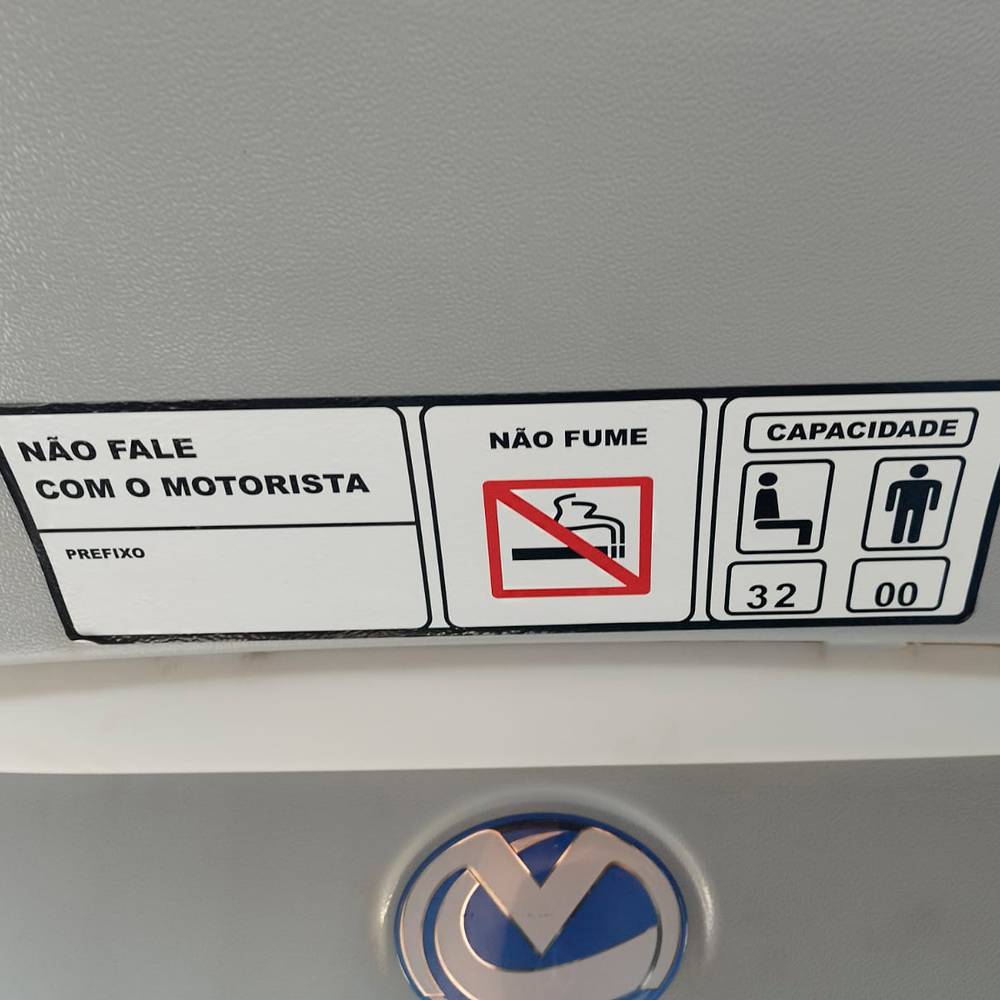 NÃO FALE
COM O MOTORISTA
PREFIXO
NÃO FUME
CAPACIDADE
32
00